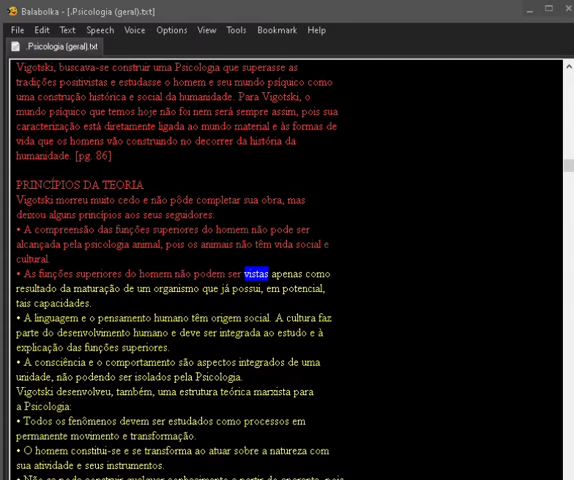 Balabolka - [.Psicologia (geral).txt]
File Edit Text Speech Voice Options View Tools Bookmark Help
.Psicologia (geral).txt
Vigotski, buscava-se construir uma Psicologia que superasse as
tradições positivistas e estudasse o homem e seu mundo psíquico como
uma construção histórica e social da humanidade. Para Vigotski, o
mundo psíquico que temos hoje não foi nem será sempre assim, pois sua
caracterização está diretamente ligada ao mundo material e às formas de
vida que os homens vão construindo no decorrer da história da
humanidade. [pg. 86]
PRINCÍPIOS DA TEORIA
Vigotski morreu muito cedo e não pôde completar sua obra, mas
deixou alguns princípios aos seus seguidores:
• A compreensão das funções superiores do homem não pode ser
alcançada pela psicologia animal, pois os animais não têm vida social e
cultural.
• As funções superiores do homem não podem ser vistas apenas como
resultado da maturação de um organismo que já possui, em potencial,
tais capacidades.
• A linguagem e o pensamento humano têm origem social. A cultura faz
parte do desenvolvimento humano e deve ser integrada ao estudo e à
explicação das funções superiores.
• A consciência e o comportamento são aspectos integrados de uma
unidade, não podendo ser isolados pela Psicologia.
Vigotski desenvolveu, também, uma estrutura teórica marxista para
a Psicologia:
• Todos os fenômenos devem ser estudados como processos em
permanente movimento e transformação.
• O homem constitui-se e se transforma ao atuar sobre a natureza com
sua atividade e seus instrumentos.
• Não se pode construir qualquer conhecimento a partir do aparente, pois